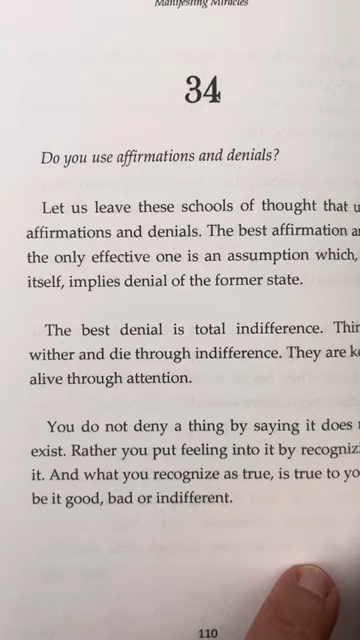 Manifesting Miracles
34
Do you use affirmations and denials?
Let us leave these schools of thought that
affirmations and denials. The best affirmation
the only effective one is an assumption which,
itself, implies denial of the former state.
The best denial is total indifference.
wither and die through indifference. They are
alive through attention.
You do not deny a thing by saying it does
exist. Rather you put feeling into it by
it. And what you recognize as true, is true to
be it good, bad or indifferent.
110